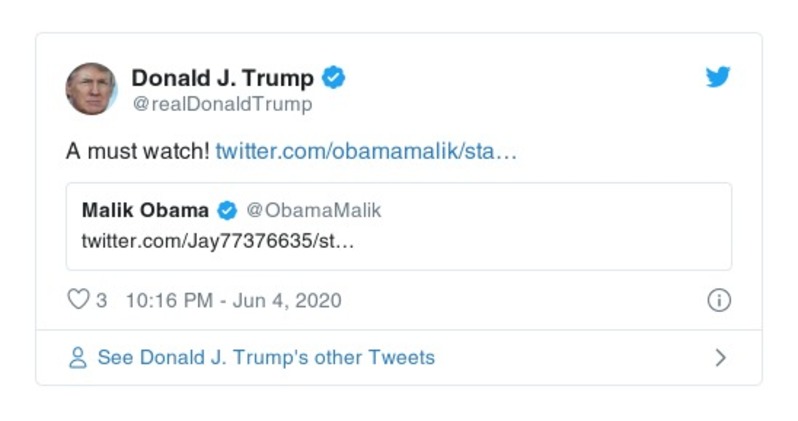 Donald J. Trump
@realDonaldTrump
A must watch! twitter.com/obamamalik/sta…
Malik Obama @ObamaMalik
twitter.com/Jay77376635/st…
3 10:16 PM - Jun 4, 2020
See Donald J. Trump's other Tweets